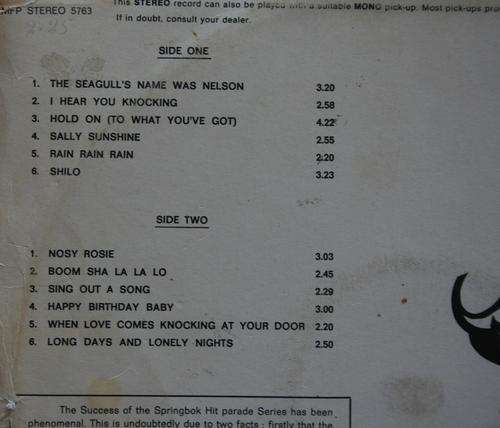 This STEREO record can also be played with a suitable MONO pick-up. Most pick-ups
MFP STEREO 5763
If in doubt, consult your dealer.
SIDE ONE
1. THE SEAGULL'S NAME WAS NELSON 3.20
2. I HEAR YOU KNOCKING 2.58
3. HOLD ON (TO WHAT YOU'VE GOT) 4.22
4. SALLY SUNSHINE 2.55
5. RAIN RAIN RAIN 2.20
6. SHILO 3.23
SIDE TWO
1. NOSY ROSIE 3.03
2. BOOM SHA LA LA LO 2.45
3. SING OUT A SONG 2.29
4. HAPPY BIRTHDAY BABY 3.00
5. WHEN LOVE COMES KNOCKING AT YOUR DOOR 2.20
6. LONG DAYS AND LONELY NIGHTS 2.50
The Success of the Springbok Hit parade Series has been
phenomenal. This is undoubtedly due to two facts : firstly that the